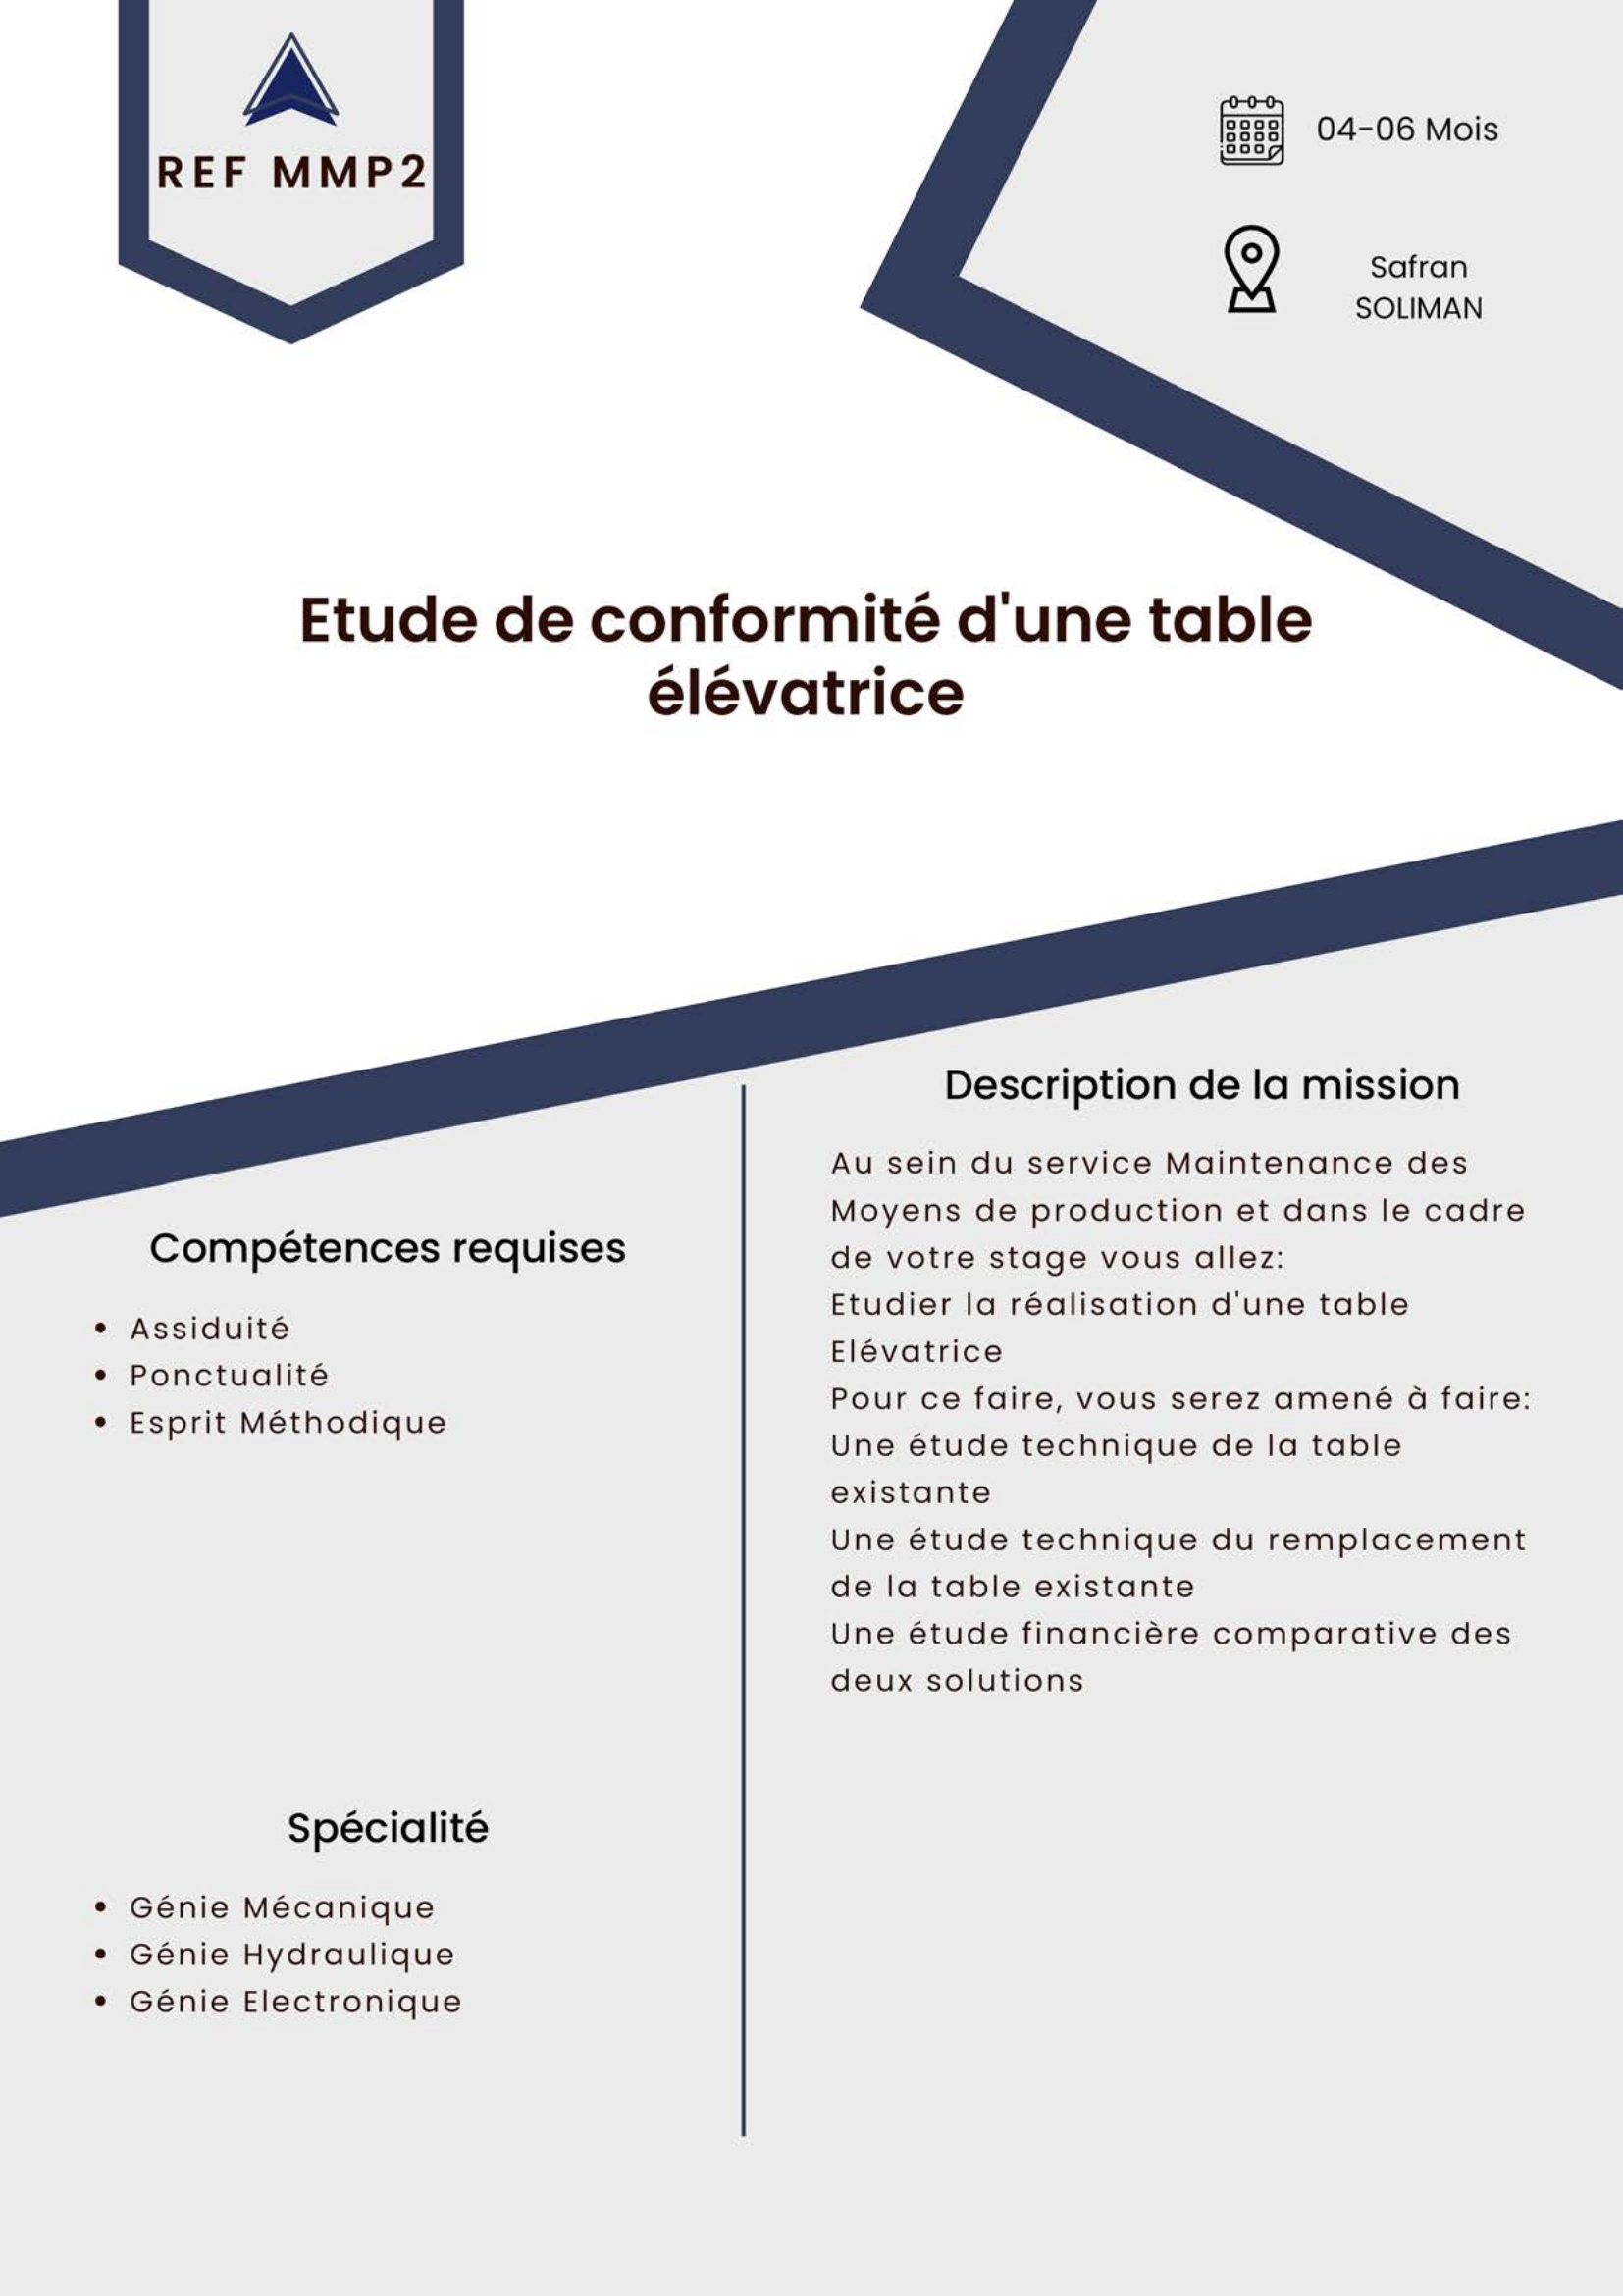 REF MMP2
04-06 Mois
Safran
SOLIMAN
Etude de conformité d'une table
élévatrice
Compétences requises
• Assiduité
• Ponctualité
• Esprit Méthodique
Spécialité
• Génie Mécanique
• Génie Hydraulique
• Génie Electronique
Description de la mission
Au sein du service Maintenance des
Moyens de production et dans le cadre
de votre stage vous allez:
Etudier la réalisation d'une table
Elévatrice
Pour ce faire, vous serez amené à faire:
Une étude technique de la table
existante
Une étude technique du remplacement
de la table existante
Une étude financière comparative des
deux solutions